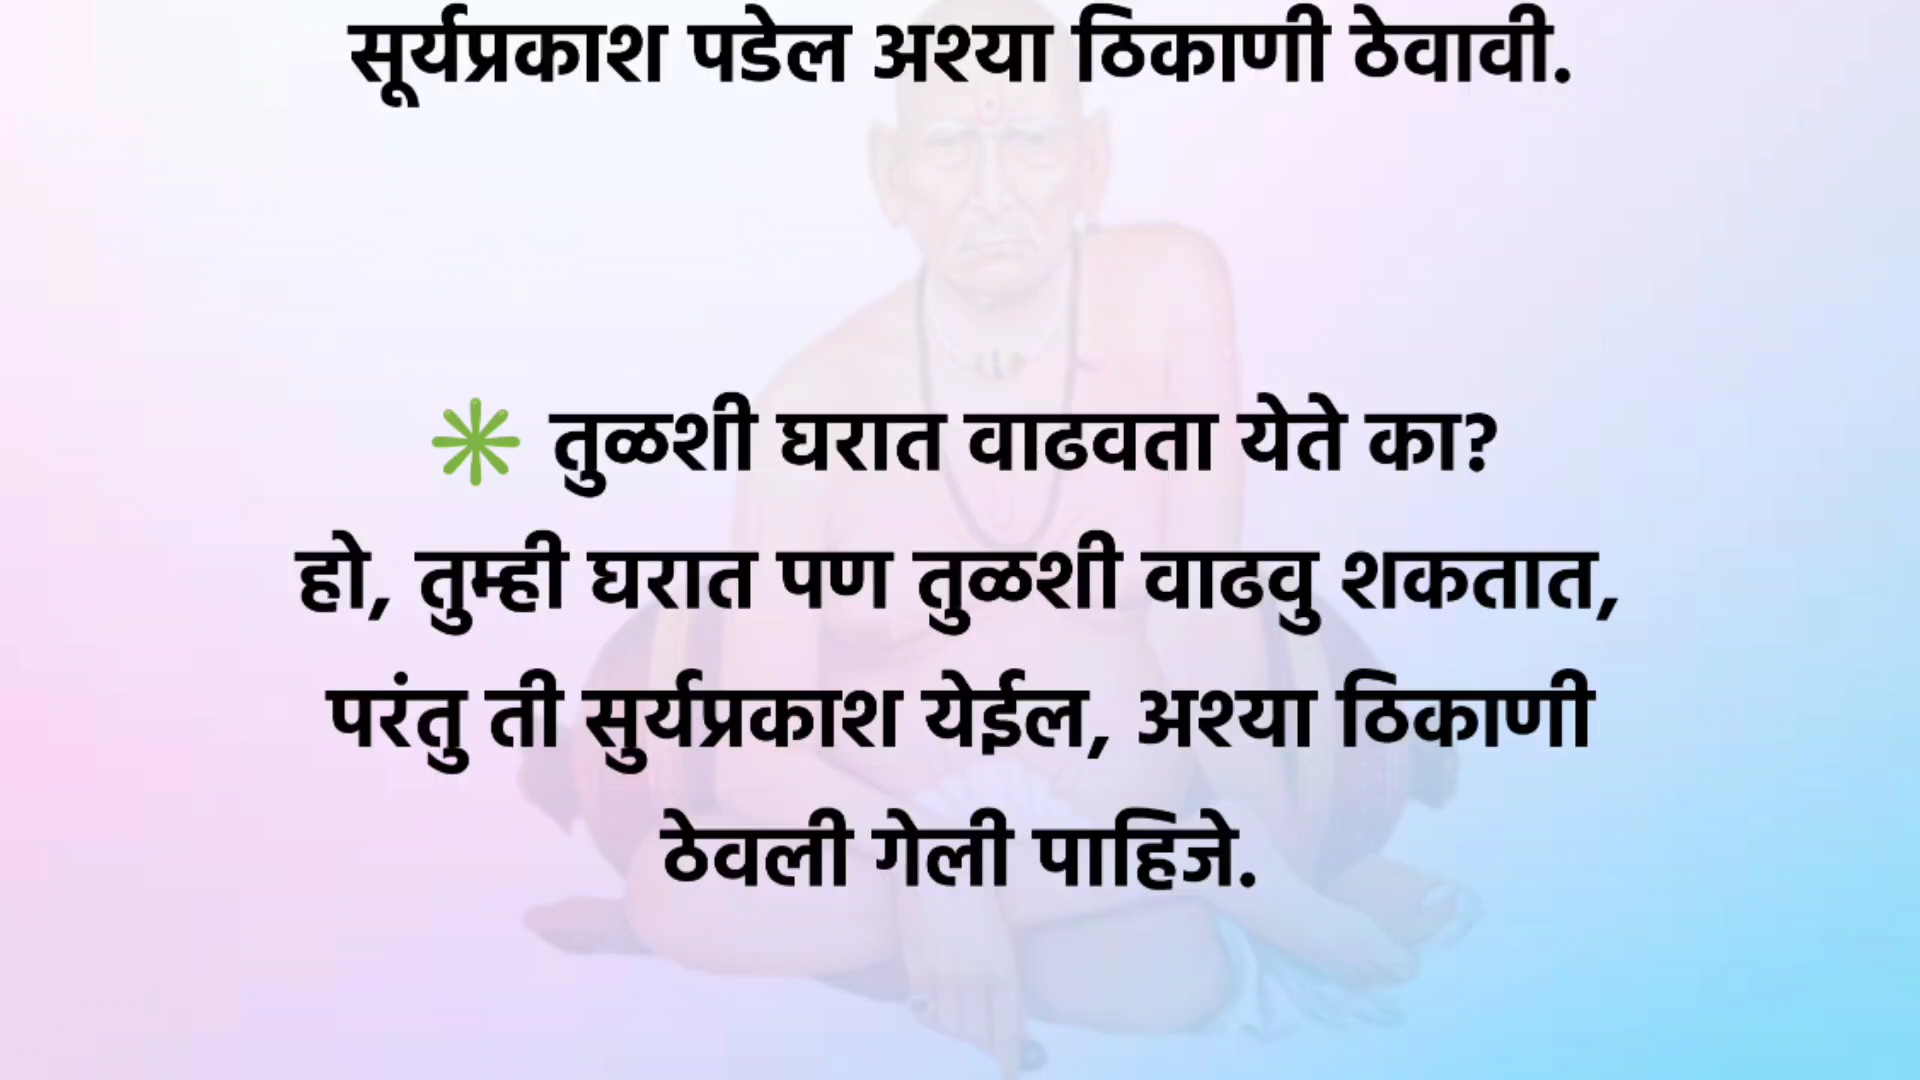 सूर्यप्रकाश पडेल अश्या ठिकाणी ठेवावी.
✳ तुळशी घरात वाढवता येते का?
हो, तुम्ही घरात पण तुळशी वाढवु शकतात,
परंतु ती सुर्यप्रकाश येईल, अश्या ठिकाणी
ठेवली गेली पाहिजे.